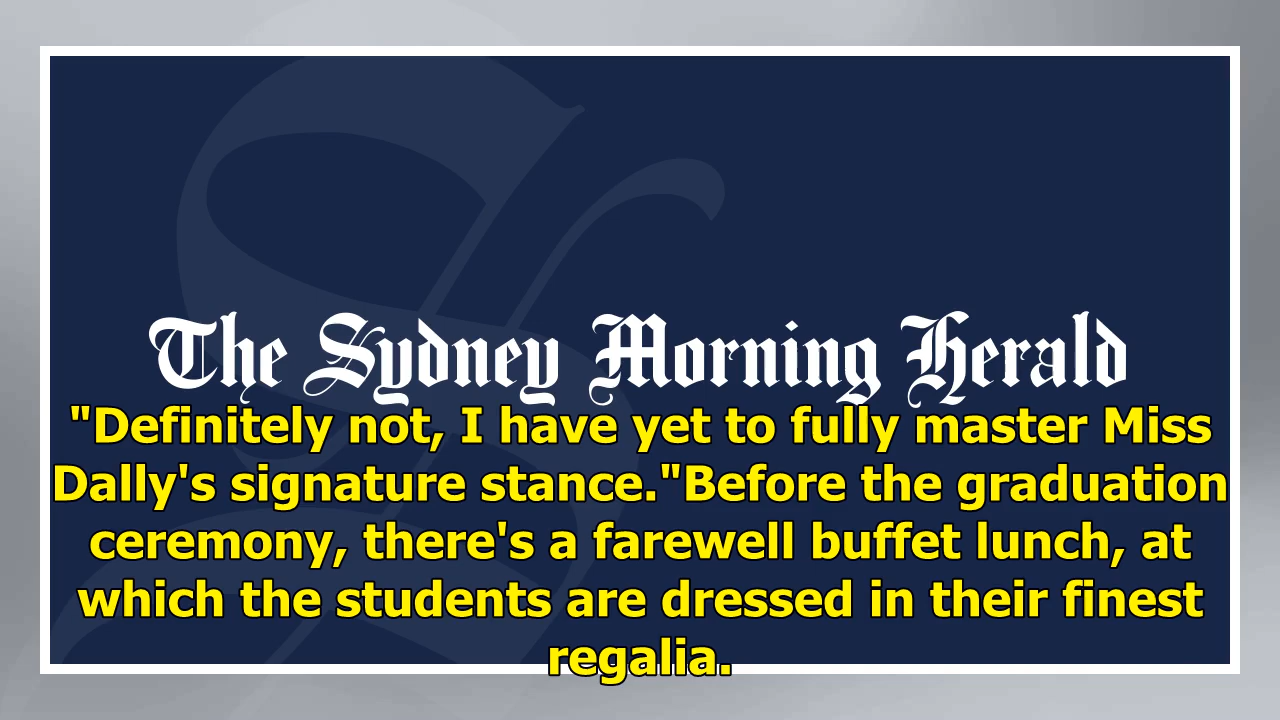 The Sydney Morning Herald
"Definitely not, I have yet to fully master Miss
Dally's signature stance."Before the graduation
ceremony, there's a farewell buffet lunch, at
which the students are dressed in their finest
regalia.